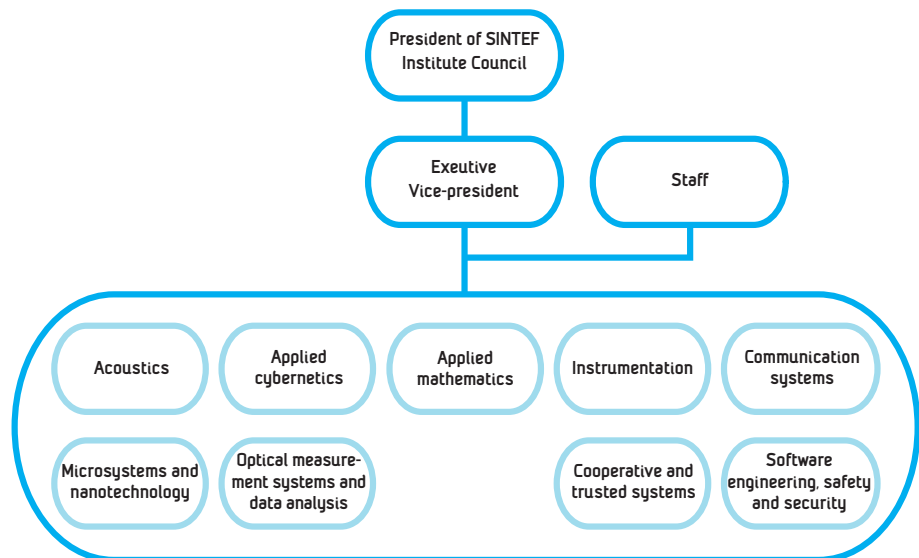 President of SINTEF
Institute Council
Exeutive
Vice-president
Staff
Acoustics
Applied
cybernetics
Applied
mathematics
Instrumentation
Communication
systems
Microsystems and
nanotechnology
Optical measure-
ment systems and
data analysis
Cooperative and
trusted systems
Software
engineering, safety
and security